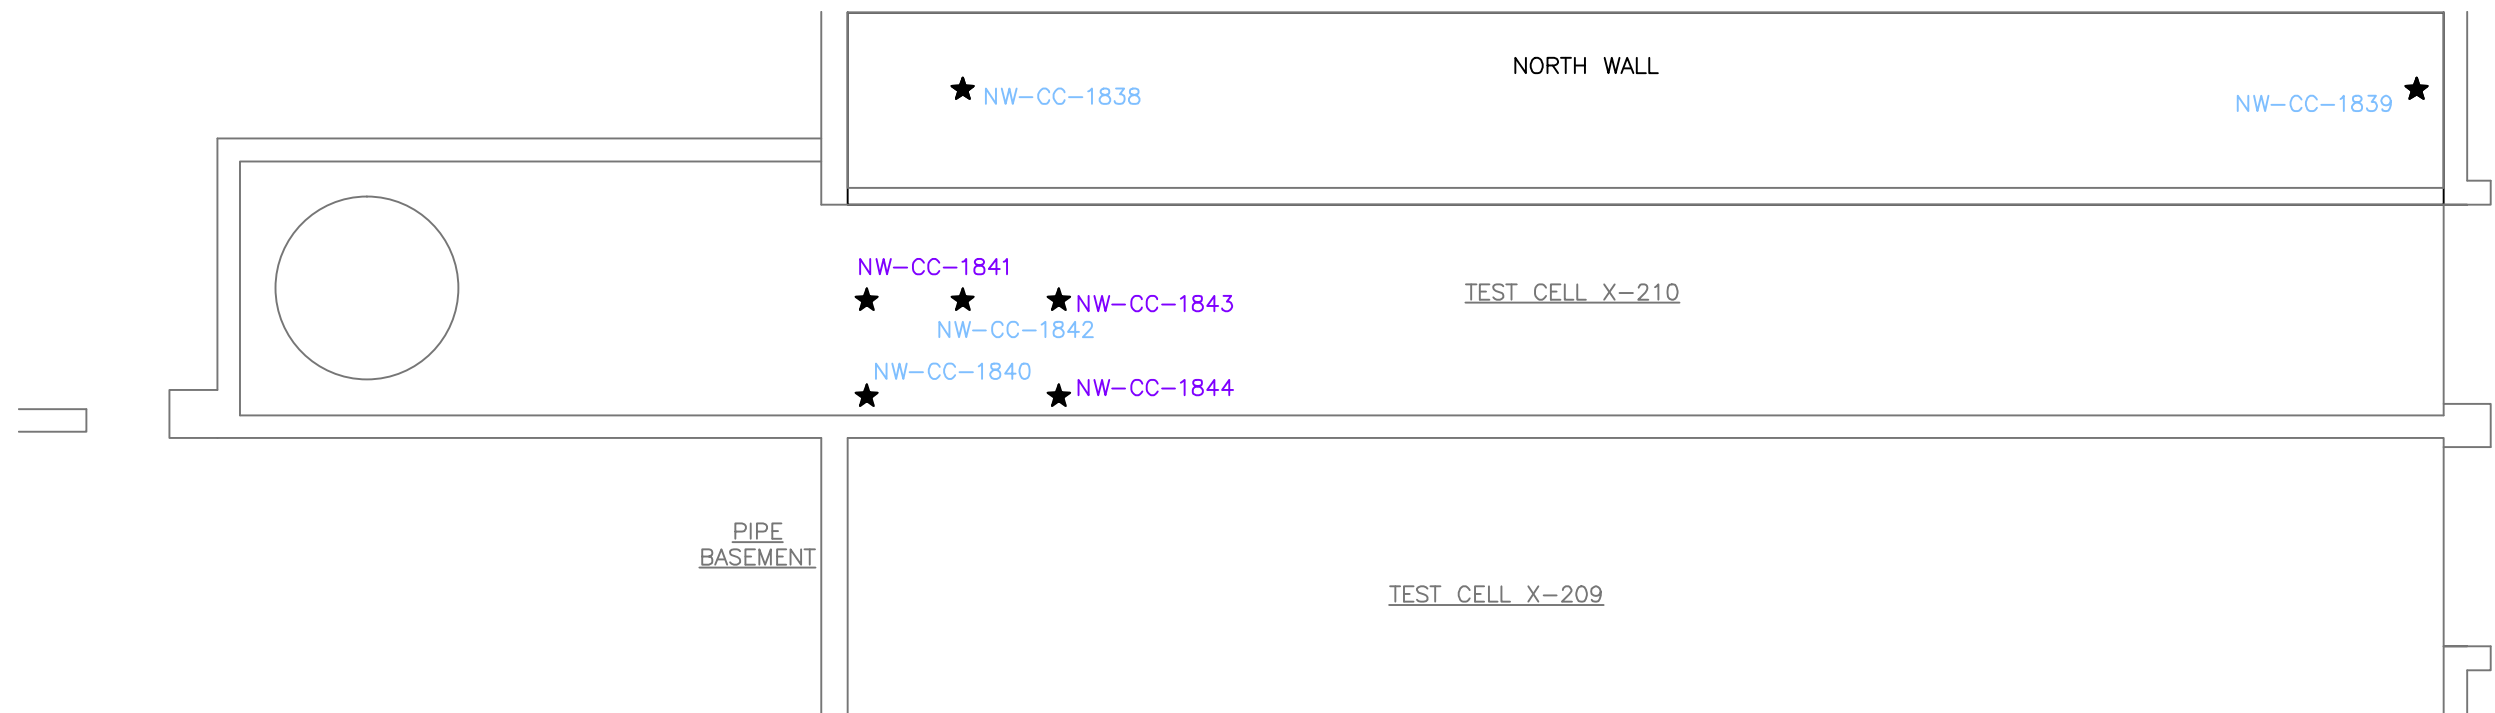 NORTH WALL
NW-CC-1838
NW-CC-1839
NW-CC-1841
TEST CELL X-210
NW-CC-1843
NW-CC-1842
NW-CC-1840
NW-CC-1844
PIPE
BASEMENT
TEST CELL X-209